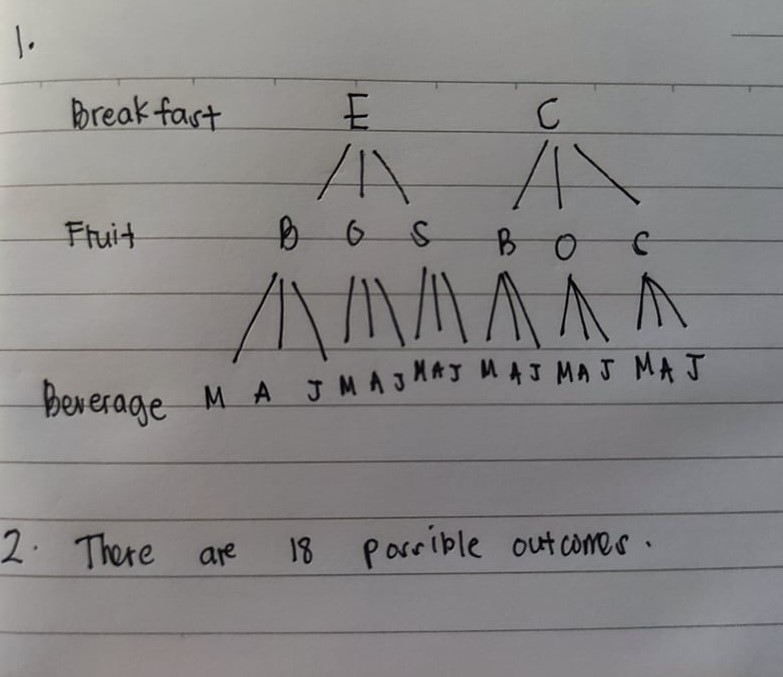 1.
Breakfast E C
Fruit B O S B O C
Beverage M A J M A J M A J M A J M A J M A J
2. There are 18 possible outcomes.